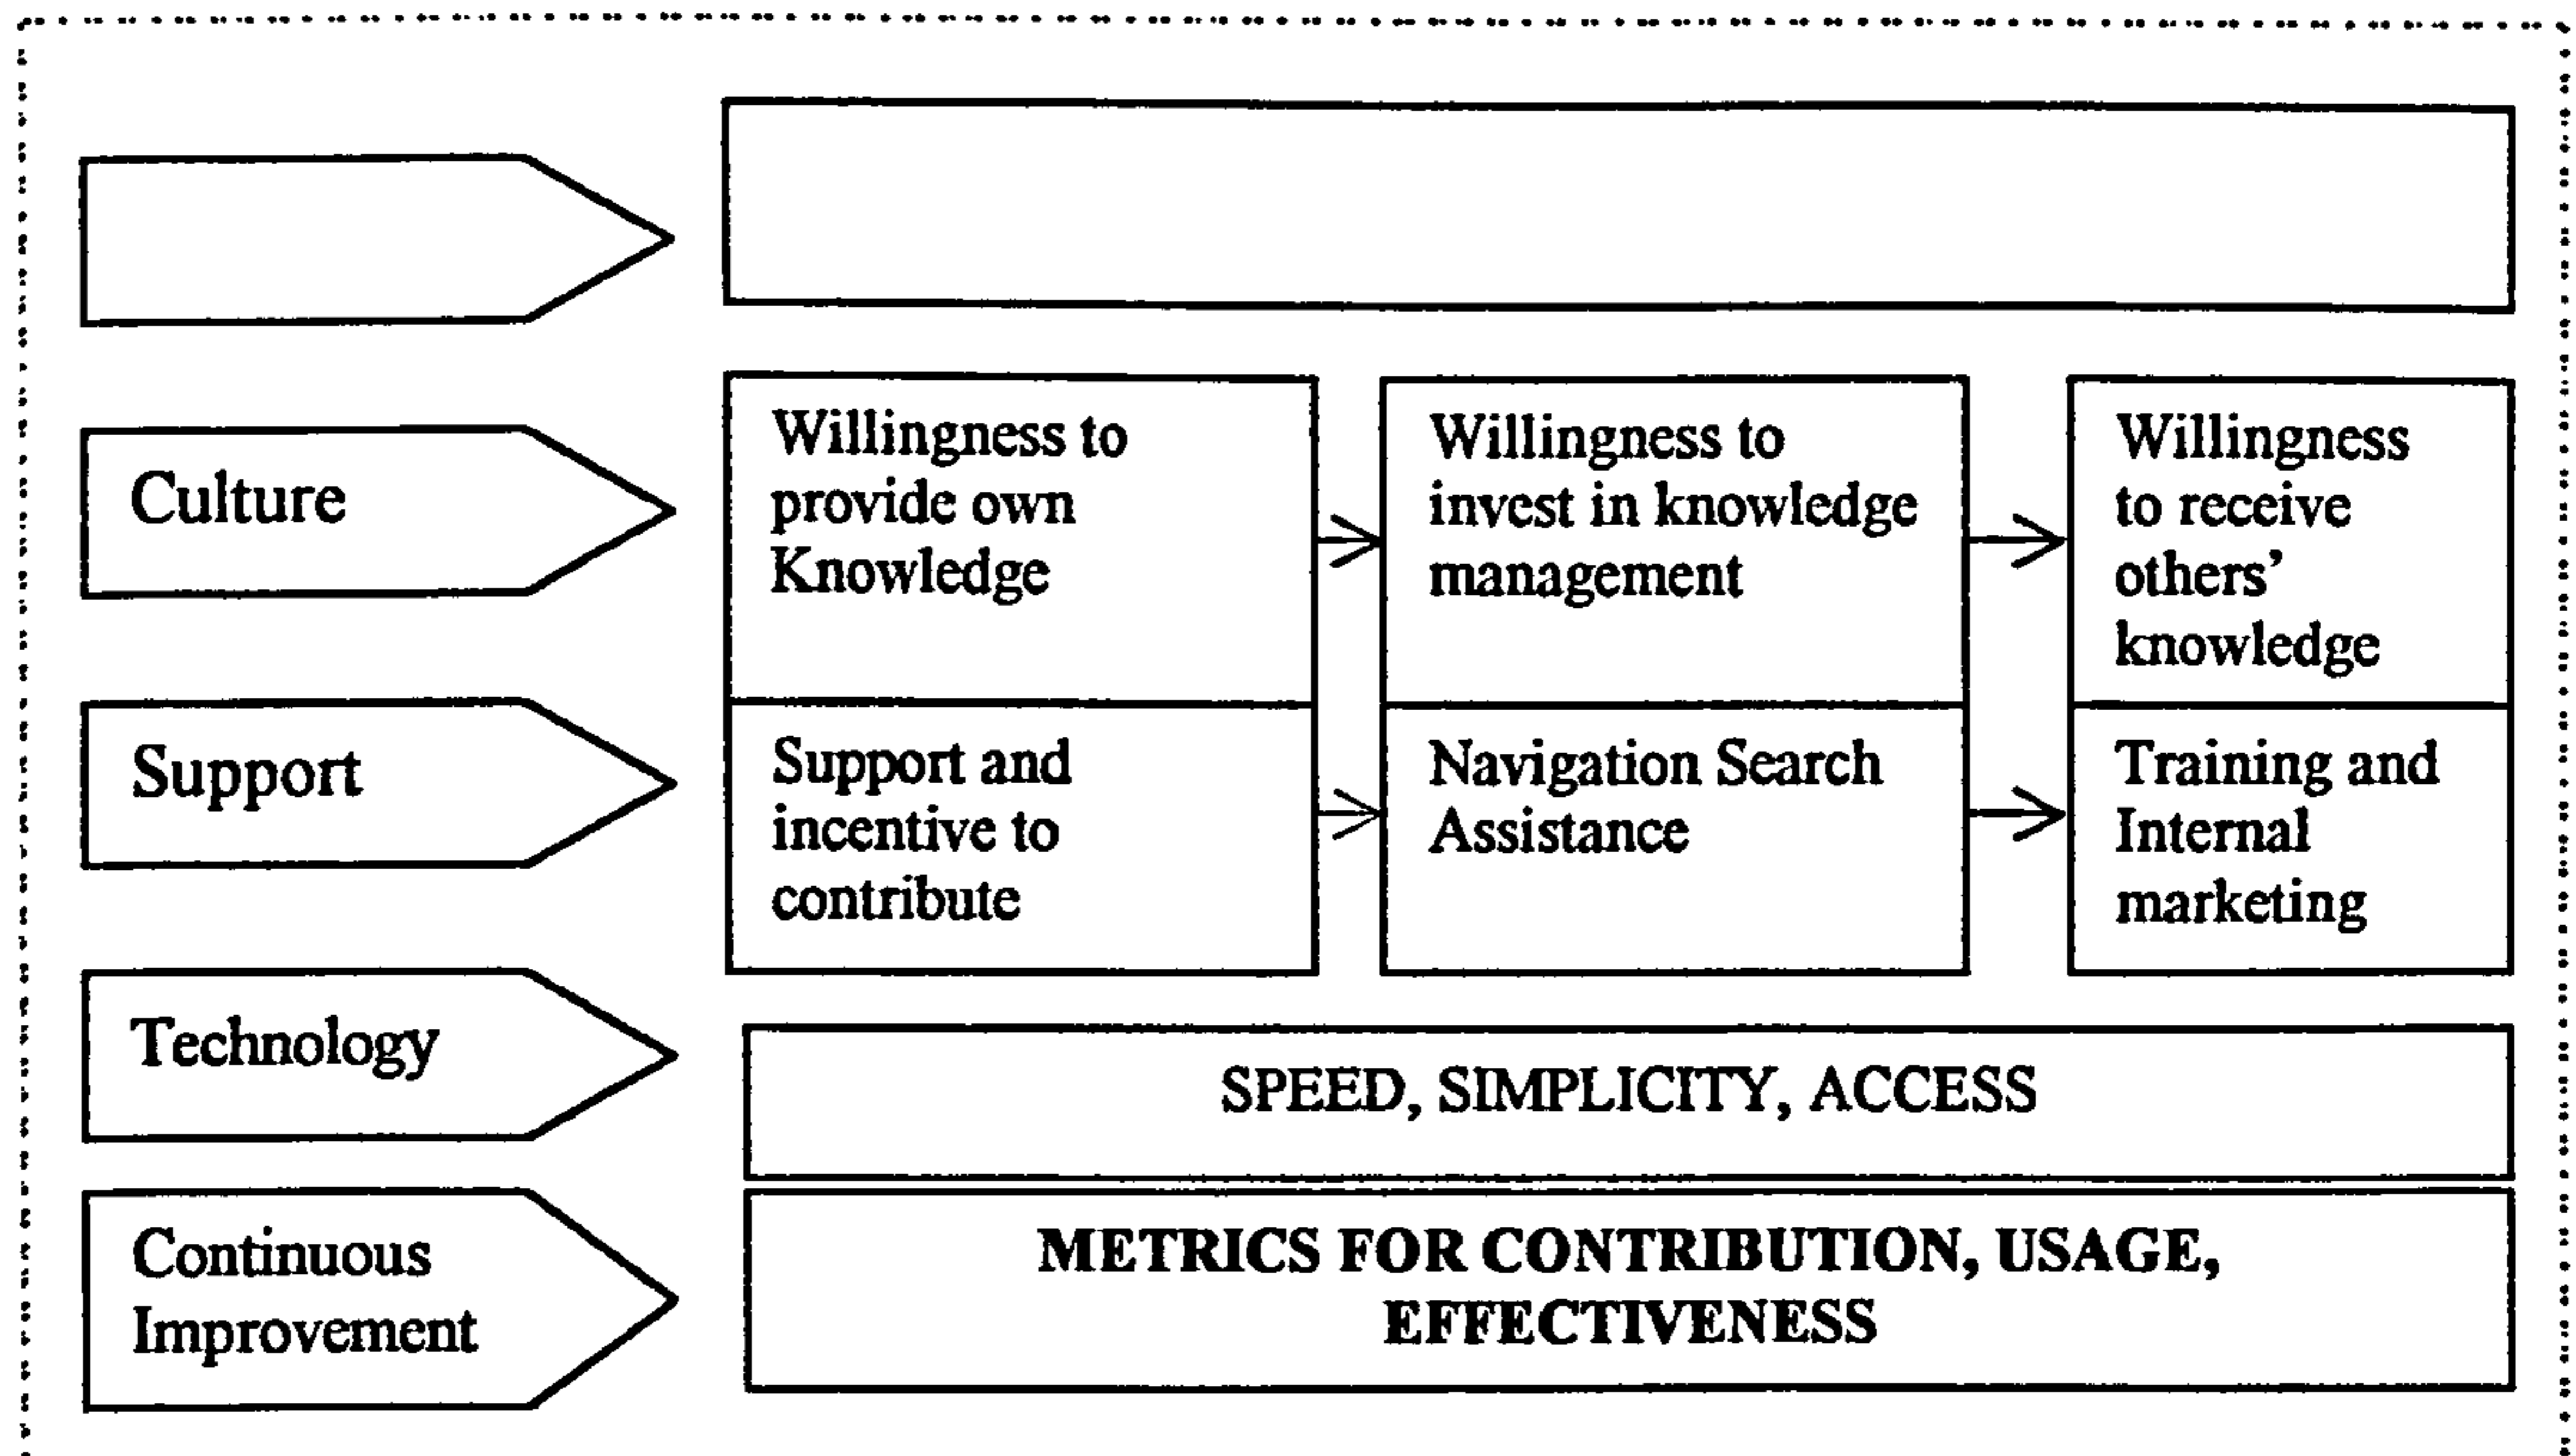 Culture
Willingness to
provide own
Knowledge
Willingness to
invest in knowledge
management
Willingness
to receive
others’
knowledge
Support
Support and
incentive to
contribute
Navigation Search
Assistance
Training and
Internal
marketing
Technology
SPEED, SIMPLICITY, ACCESS
Continuous
Improvement
METRICS FOR CONTRIBUTION, USAGE,
EFFECTIVENESS